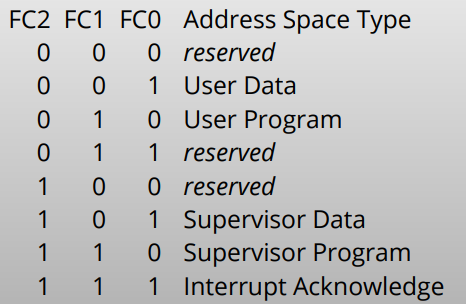 FC2 FC1 FC0 Address Space Type
0 0 0 reserved
0 0 1 User Data
0 1 0 User Program
0 1 1 reserved
1 0 0 reserved
1 0 1 Supervisor Data
1 1 0 Supervisor Program
1 1 1 Interrupt Acknowledge